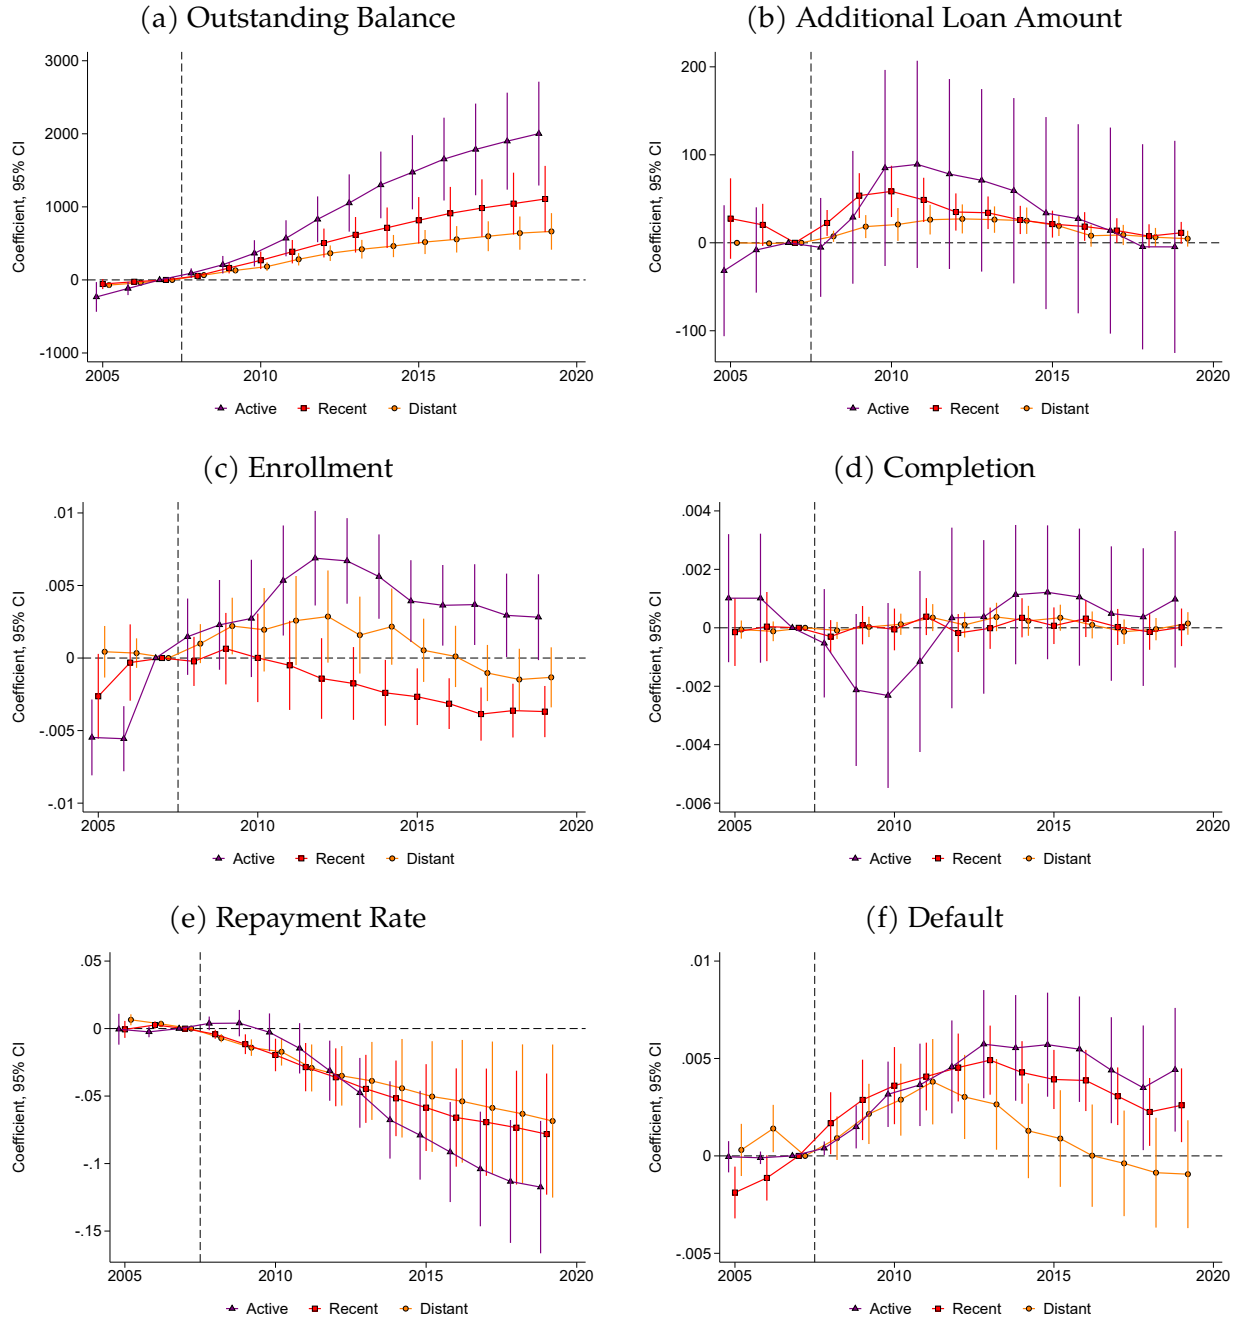 (a) Outstanding Balance
Coefficient, 95% CI
3000
2000
1000
0
-1000
2005
2010
2015
2020
Active
Recent
Distant
(b) Additional Loan Amount
Coefficient, 95% CI
200
100
0
-100
2005
2010
2015
2020
Active
Recent
Distant
(c) Enrollment
Coefficient, 95% CI
.01
.005
0
-.005
-.01
2005
2010
2015
2020
Active
Recent
Distant
(d) Completion
Coefficient, 95% CI
.004
.002
0
-.002
-.004
-.006
2005
2010
2015
2020
Active
Recent
Distant
(e) Repayment Rate
Coefficient, 95% CI
.05
0
-.05
-.1
-.15
2005
2010
2015
2020
Active
Recent
Distant
(f) Default
Coefficient, 95% CI
.01
.005
0
-.005
2005
2010
2015
2020
Active
Recent
Distant